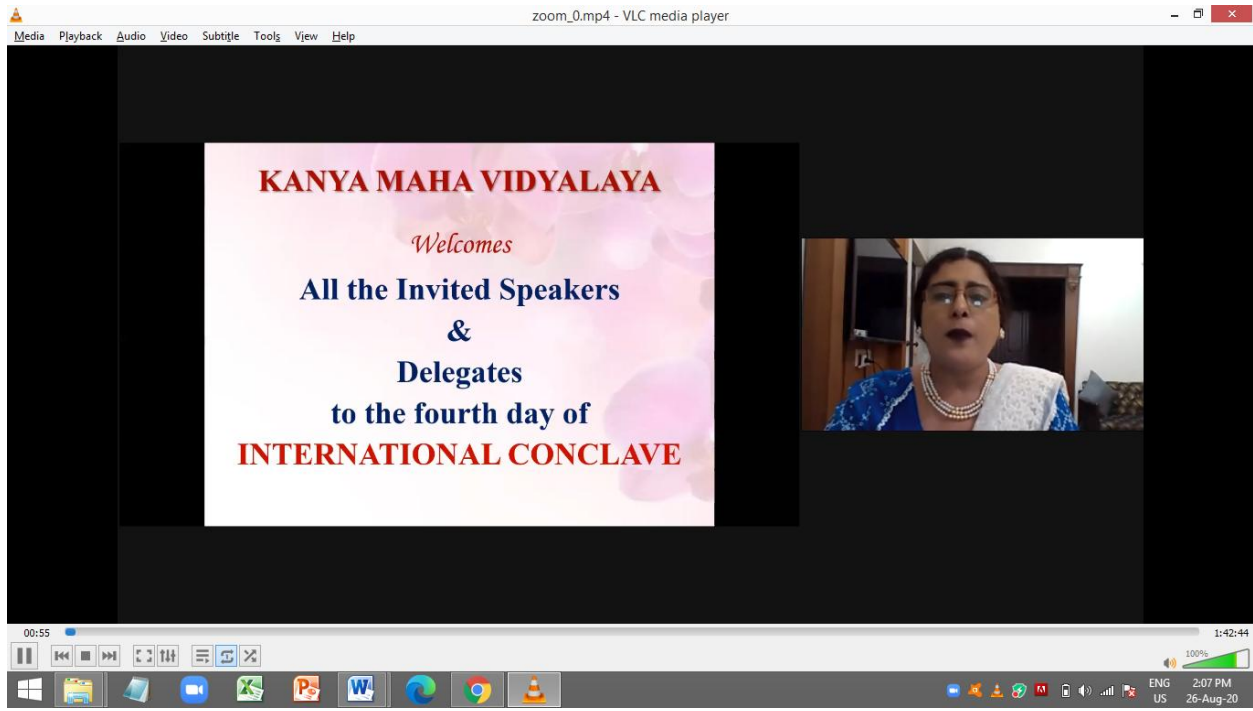 zoom_0.mp4 - VLC media player
Media Playback Audio Video Subtitle Tools View Help
KANYA MAHA VIDYALAYA
Welcomes
All the Invited Speakers
&
Delegates
to the fourth day of
INTERNATIONAL CONCLAVE
00:55
1:42:44
100%
ENG 2:07 PM
US 26-Aug-20